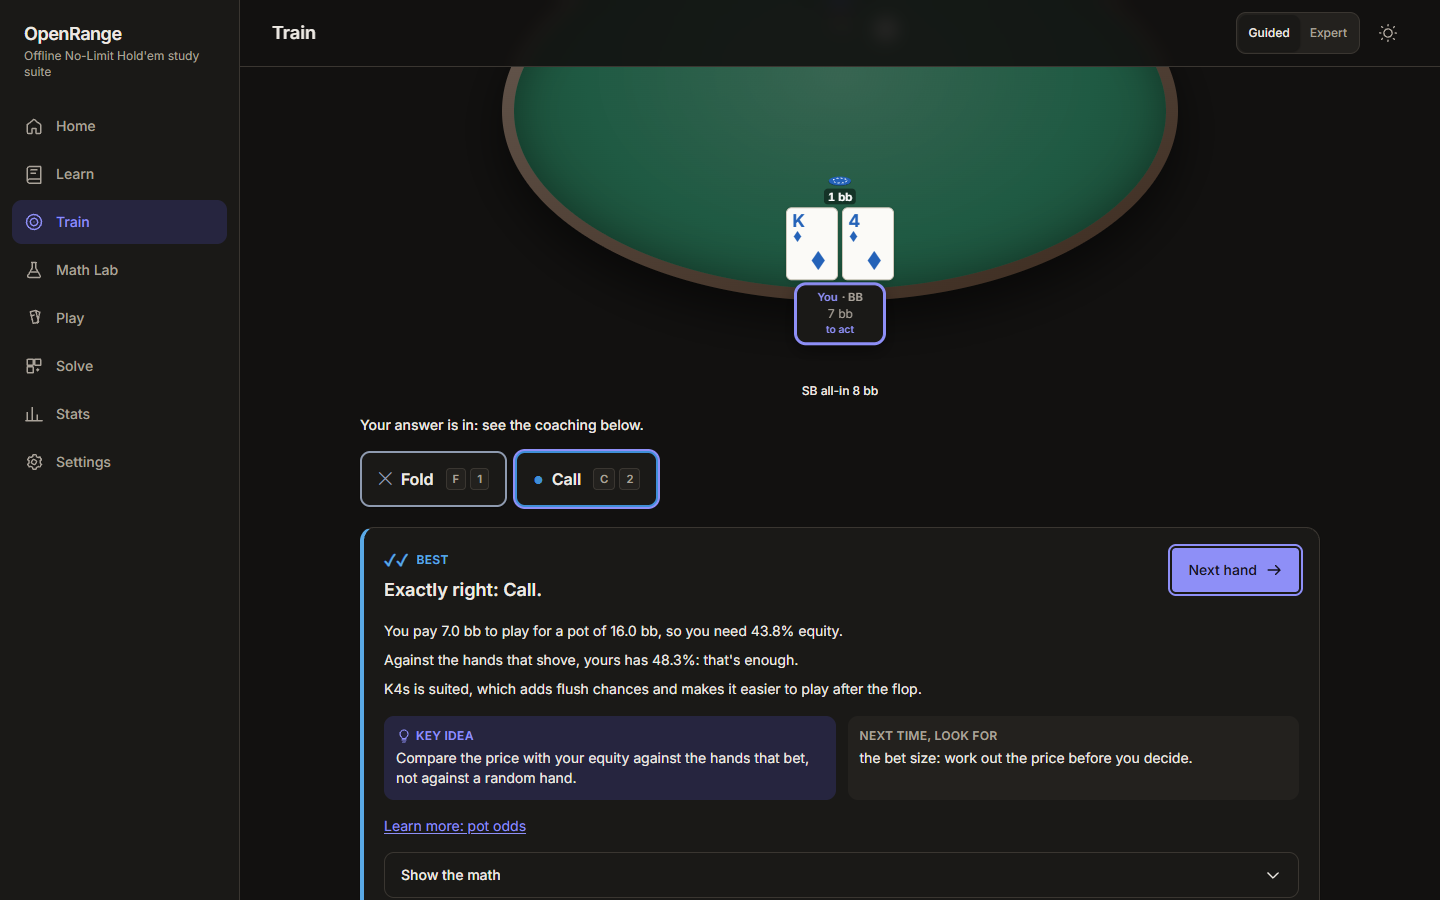 OpenRange
Offline No-Limit Hold'em study
suite
Home
Learn
Train
Math Lab
Play
Solve
Stats
Settings
Train
Guided
Expert
1 bb
K
4
You · BB
7 bb
to act
SB all-in 8 bb
Your answer is in: see the coaching below.
Fold F 1
Call C 2
BEST
Exactly right: Call.
Next hand
You pay 7.0 bb to play for a pot of 16.0 bb, so you need 43.8% equity.
Against the hands that shove, yours has 48.3%: that's enough.
K4s is suited, which adds flush chances and makes it easier to play after the flop.
KEY IDEA
Compare the price with your equity against the hands that bet,
not against a random hand.
NEXT TIME, LOOK FOR
the bet size: work out the price before you decide.
Learn more: pot odds
Show the math